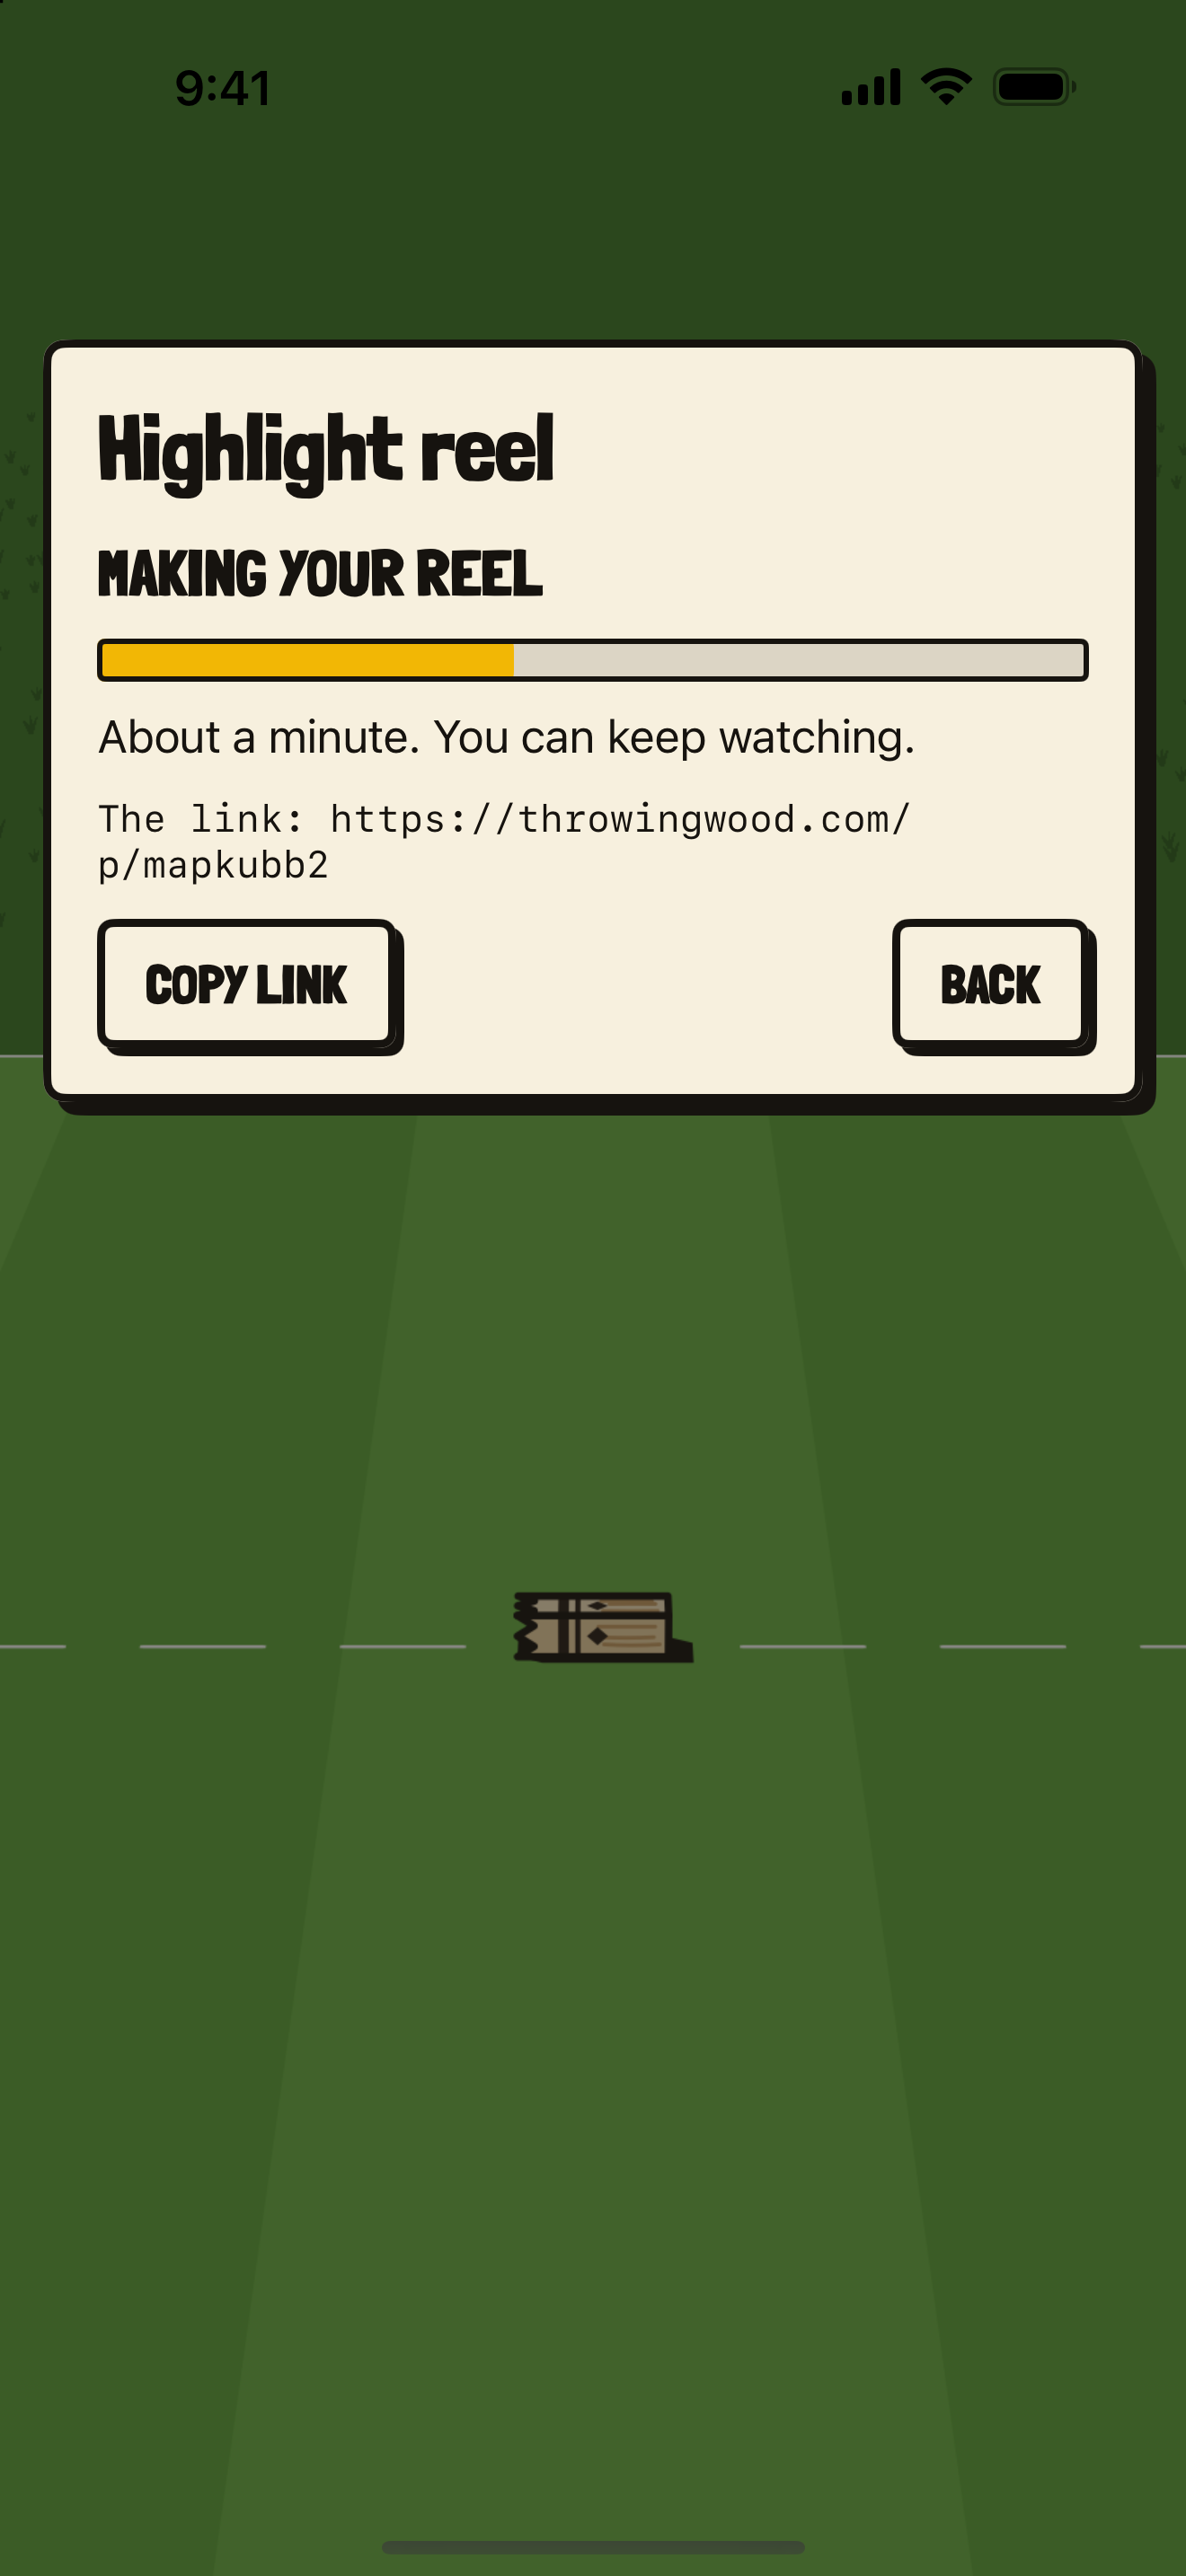 9:41
Highlight reel
MAKING YOUR REEL
About a minute. You can keep watching.
The link: https://throwingwood.com/
p/mapkubb2
COPY LINK
BACK